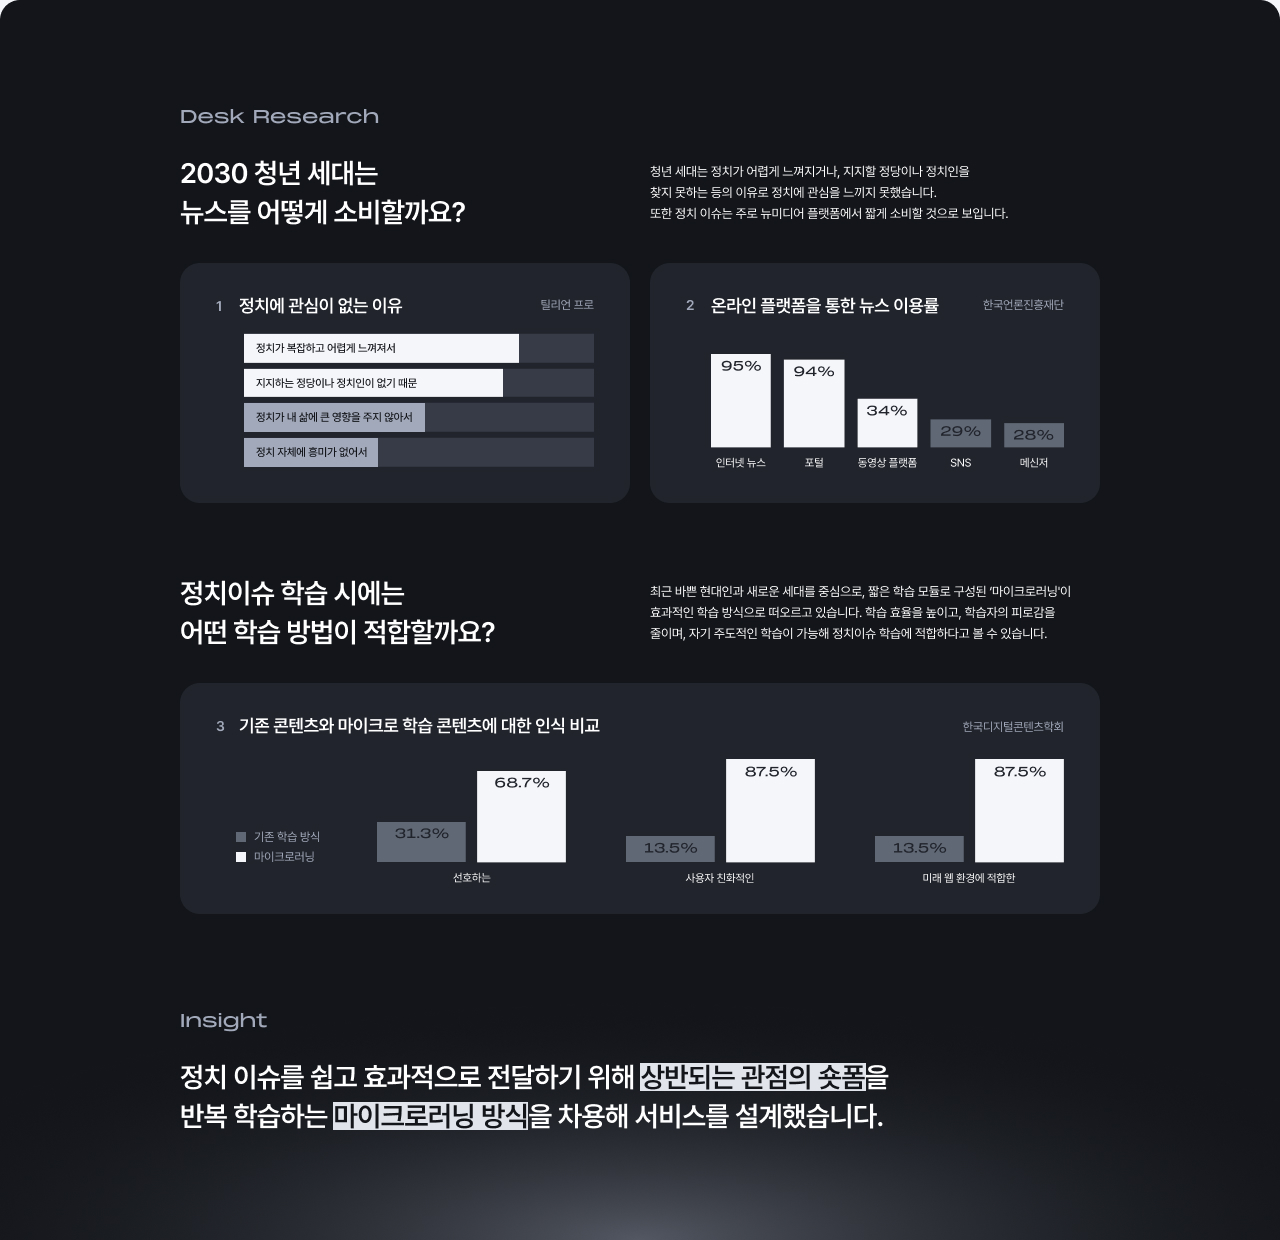 Desk Research
2030 청년 세대는
뉴스를 어떻게 소비할까요?
청년 세대는 정치가 어렵게 느껴지거나, 지지할 정당이나 정치인을
찾지 못하는 등의 이유로 정치에 관심을 느끼지 못했습니다.
또한 정치 이슈는 주로 뉴미디어 플랫폼에서 짧게 소비할 것으로 보입니다.
1 정치에 관심이 없는 이유 틸리언 프로
정치가 복잡하고 어렵게 느껴져서
지지하는 정당이나 정치인이 없기 때문
정치가 내 삶에 큰 영향을 주지 않아서
정치 자체에 흥미가 없어서
2 온라인 플랫폼을 통한 뉴스 이용률 한국언론진흥재단
95% 94% 34% 29% 28%
인터넷 뉴스 포털 동영상 플랫폼 SNS 메신저
정치이슈 학습 시에는
어떤 학습 방법이 적합할까요?
최근 바쁜 현대인과 새로운 세대를 중심으로, 짧은 학습 모듈로 구성된 '마이크로러닝'이
효과적인 학습 방식으로 떠오르고 있습니다. 학습 효율을 높이고, 학습자의 피로감을
줄이며, 자기 주도적인 학습이 가능해 정치이슈 학습에 적합하다고 볼 수 있습니다.
3 기존 콘텐츠와 마이크로 학습 콘텐츠에 대한 인식 비교 한국디지털콘텐츠학회
기존 학습 방식
마이크로러닝
31.3% 68.7% 13.5% 87.5% 13.5% 87.5%
선호하는 사용자 친화적인 미래 웹 환경에 적합한
Insight
정치 이슈를 쉽고 효과적으로 전달하기 위해 상반되는 관점의 숏폼을
반복 학습하는 마이크로러닝 방식을 차용해 서비스를 설계했습니다.